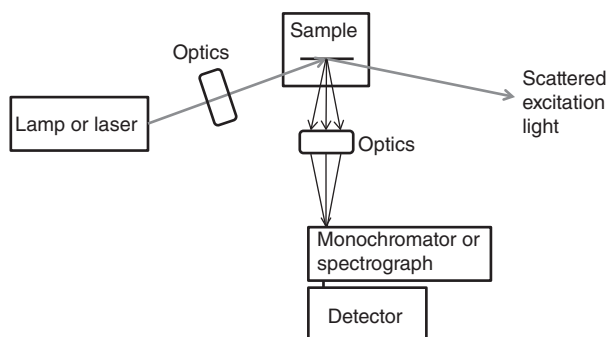 Sample
Optics
Lamp or laser
Scattered
excitation
light
Optics
Monochromator or
spectrograph
Detector